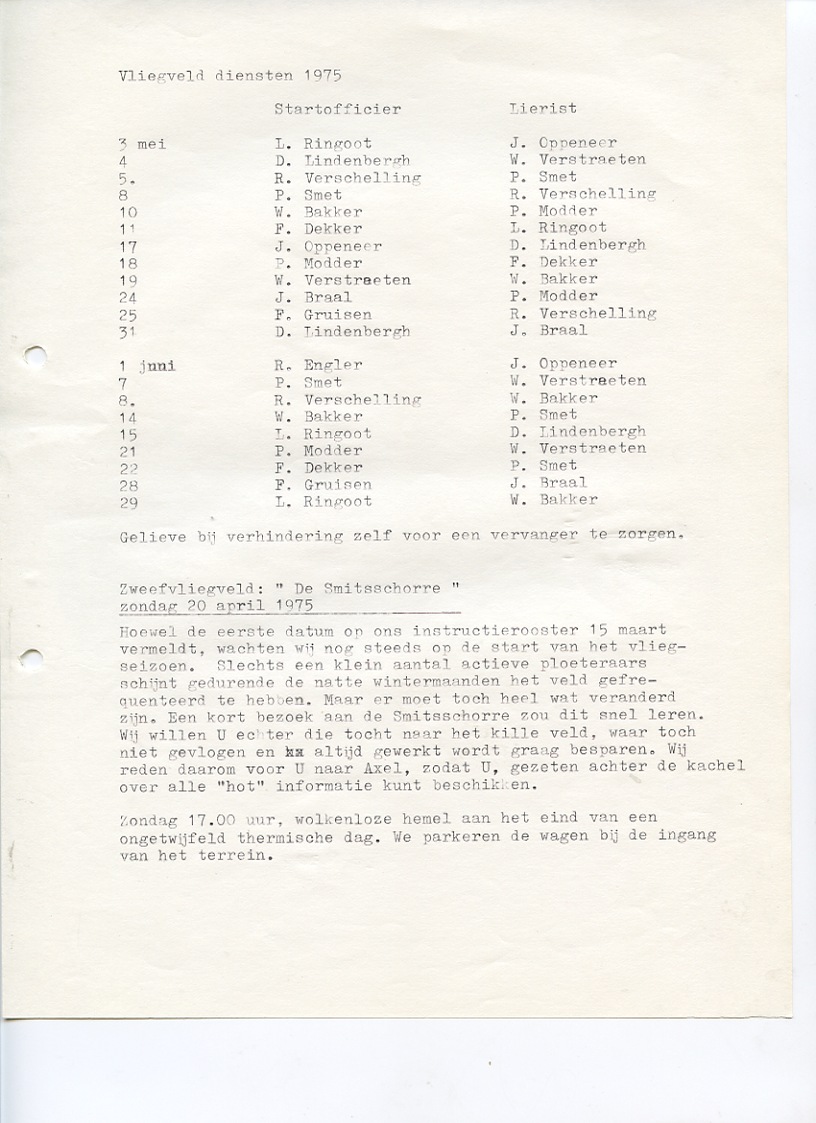 Vliegveld diensten 1975
Startofficier Lierist
3 mei L. Ringoot J. Oppeneer
4 D. Lindenbergh W. Verstraeten
5. R. Verschelling P. Smet
8 P. Smet R. Verschelling
10 W. Bakker P. Modder
11 F. Dekker L. Ringoot
17 J. Oppeneer D. Lindenbergh
18 P. Modder F. Dekker
19 W. Verstraeten W. Bakker
24 J. Braal P. Modder
25 F. Gruisen R. Verschelling
31 D. Lindenbergh J. Braal
1 juni R. Engler J. Oppeneer
7 P. Smet W. Verstraeten
8. R. Verschelling W. Bakker
14 W. Bakker P. Smet
15 L. Ringoot D. Lindenbergh
21 P. Modder W. Verstraeten
22 F. Dekker P. Smet
28 F. Gruisen J. Braal
29 L. Ringoot W. Bakker
Gelieve bij verhindering zelf voor een vervanger te zorgen.
Zweefvliegveld: " De Smitsschorre "
zondag 20 april 1975
Hoewel de eerste datum op ons instructierooster 15 maart
vermeldt, wachten wij nog steeds op de start van het vlieg-
seizoen. Slechts een klein aantal actieve ploeteraars
schijnt gedurende de natte wintermaanden het veld gefre-
quenteerd te hebben. Maar er moet toch heel wat veranderd
zijn. Een kort bezoek aan de Smitsschorre zou dit snel leren.
Wij willen U echter die tocht naar het kille veld, waar toch
niet gevlogen en altijd gewerkt wordt graag besparen. Wij
reden daarom voor U naar Axel, zodat U, gezeten achter de kachel
over alle "hot" informatie kunt beschikken.
Zondag 17.00 uur, wolkenloze hemel aan het eind van een
ongetwijfeld thermische dag. We parkeren de wagen bij de ingang
van het terrein.